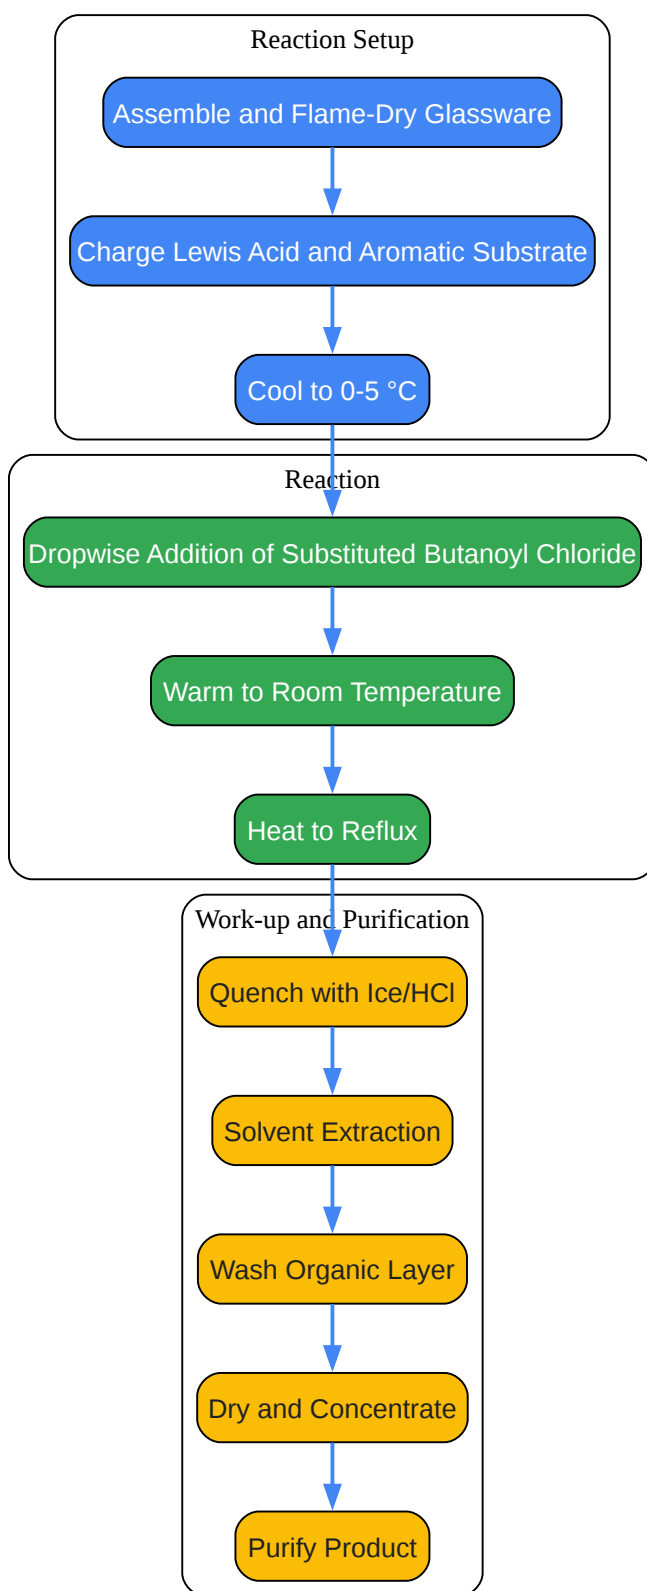 Reaction Setup
Assemble and Flame-Dry Glassware
Charge Lewis Acid and Aromatic Substrate
Cool to 0-5 °C
Reaction
Dropwise Addition of Substituted Butanoyl Chloride
Warm to Room Temperature
Heat to Reflux
Work-up and Purification
Quench with Ice/HCl
Solvent Extraction
Wash Organic Layer
Dry and Concentrate
Purify Product